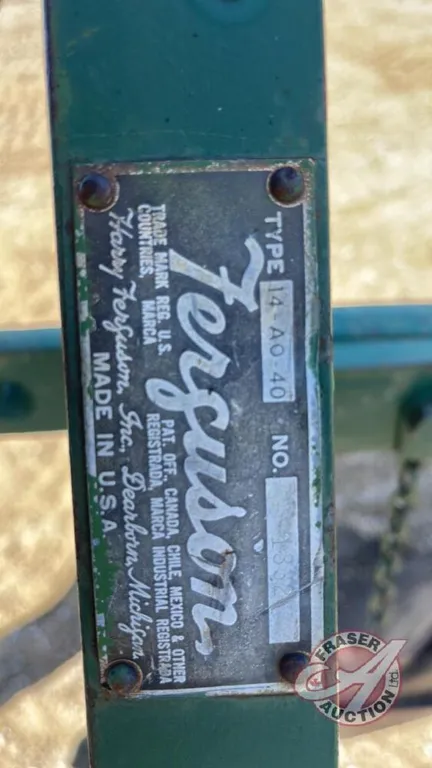 TYPE 14-AO-40 NO.
Ferguson
TRADE MARK REG. U.S. PAT. OFF. CANADA, CHILE, MEXICO & OTHER
COUNTRIES, MARCA REGISTRADA, MARCA INDUSTRIAL REGISTRADA
Harry Ferguson, Inc., Dearborn, Michigan
MADE IN U.S.A.
FRASER
AUCTION